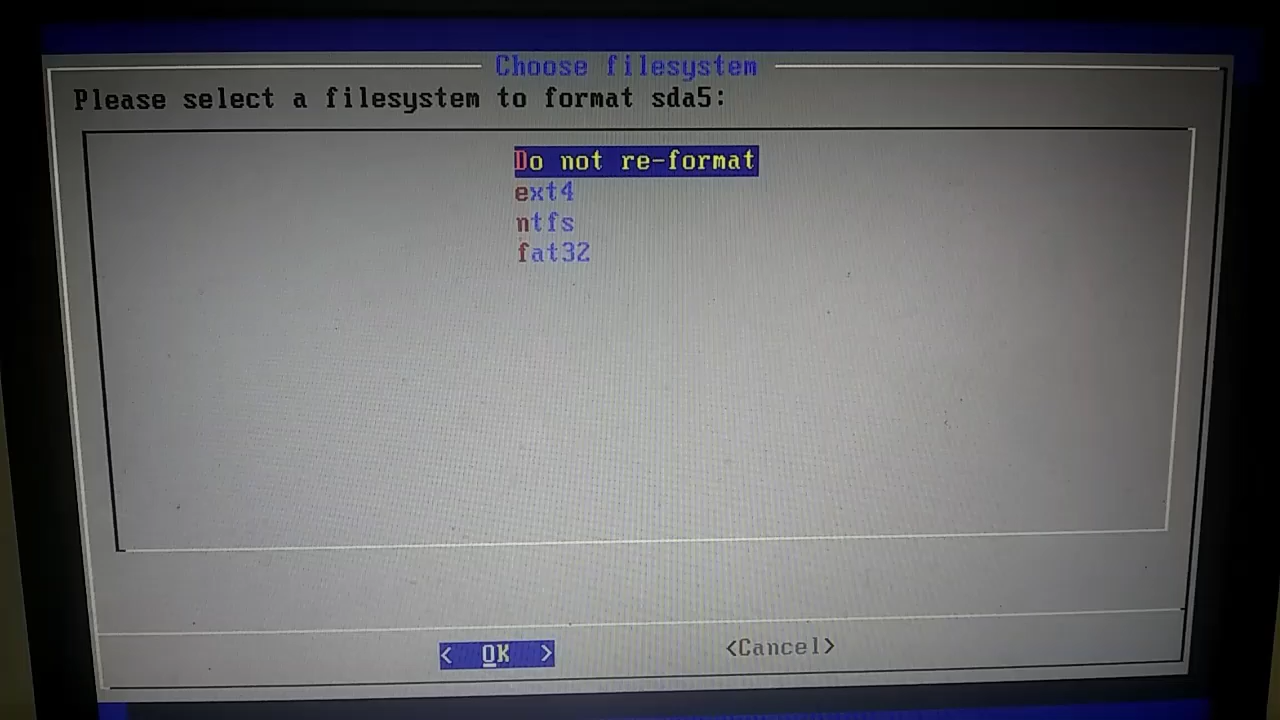 Choose filesystem
Please select a filesystem to format sda5:
Do not re-format
ext4
ntfs
fat32
< OK > <Cancel>